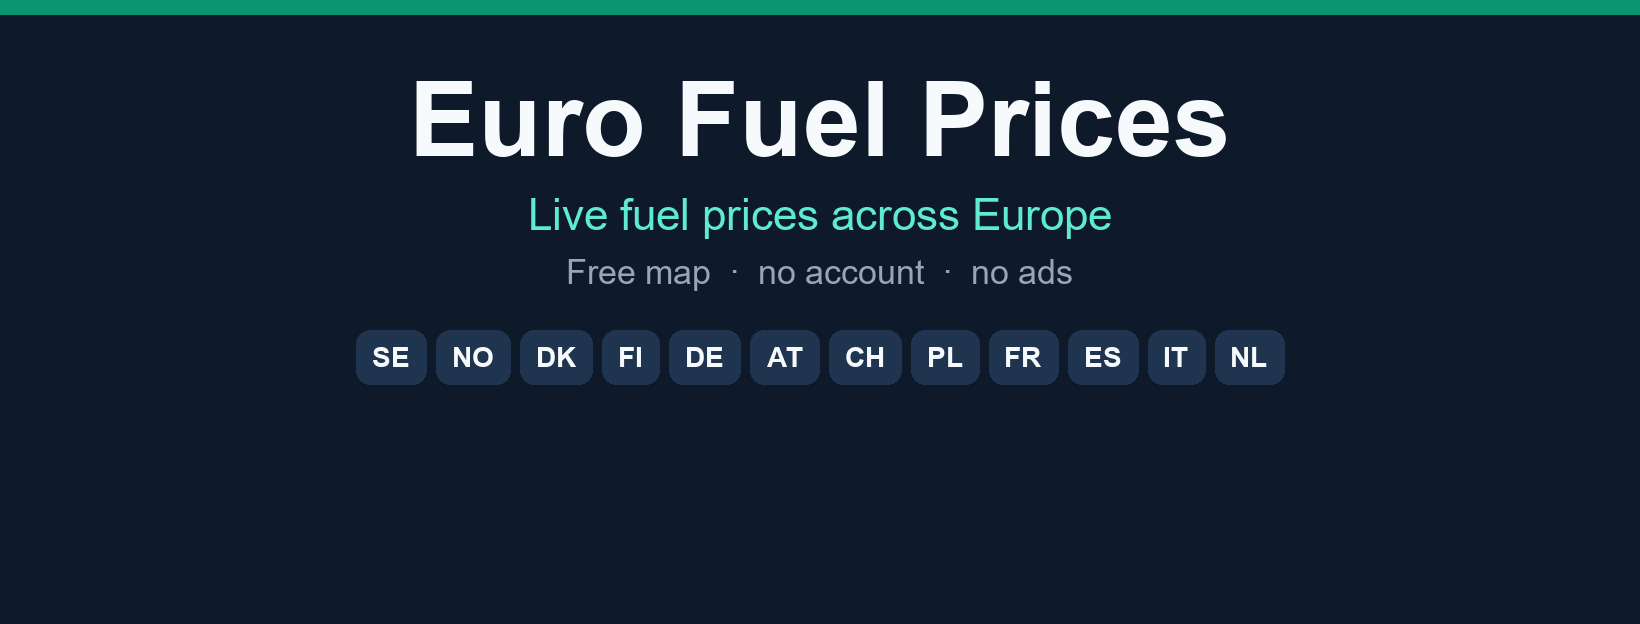 Euro Fuel Prices
Live fuel prices across Europe
Free map · no account · no ads
SE NO DK FI DE AT CH PL FR ES IT NL